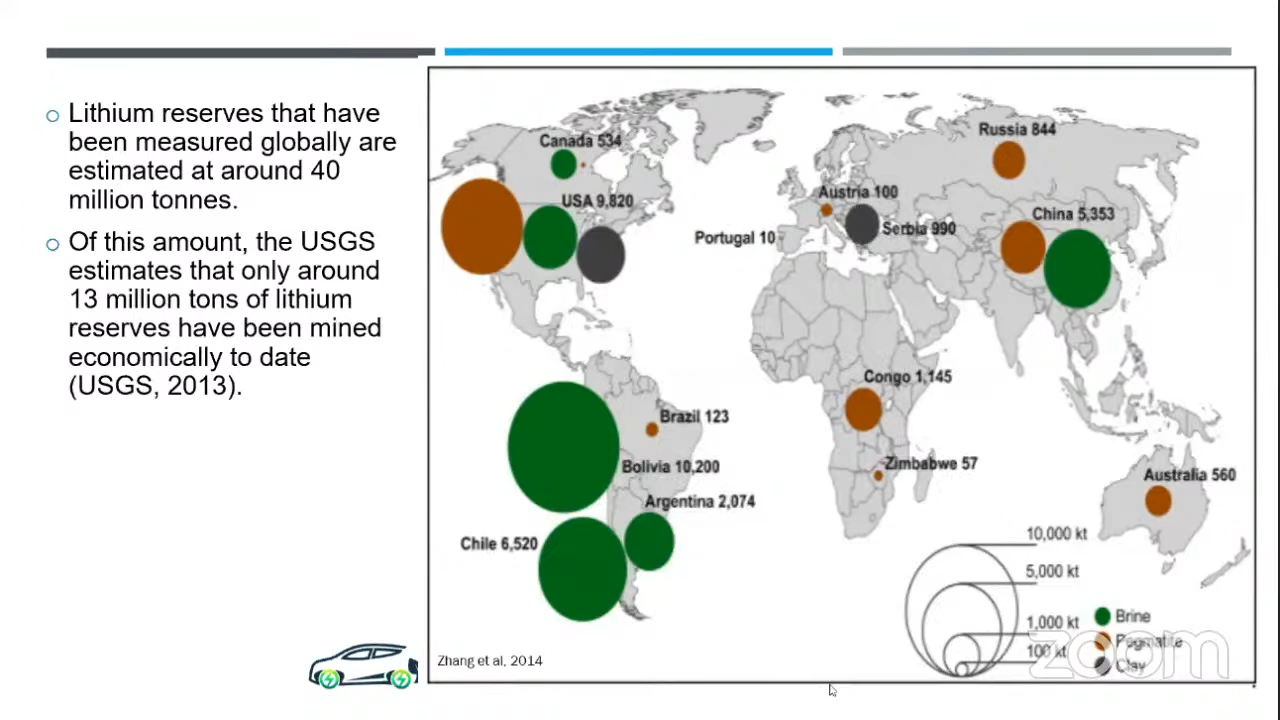 Lithium reserves that have
been measured globally are
estimated at around 40
million tonnes.
Of this amount, the USGS
estimates that only around
13 million tons of lithium
reserves have been mined
economically to date
(USGS, 2013).
Canada 534
USA 9,820
Russia 844
Austria 100
China 5,353
Serbia 990
Portugal 10
Congo 1,145
Brazil 123
Zimbabwe 57
Bolivia 10,200
Australia 560
Argentina 2,074
Chile 6,520
10,000 kt
5,000 kt
1,000 kt
100 kt
Brine
Pegmatite
Clay
zoom
Zhang et al, 2014